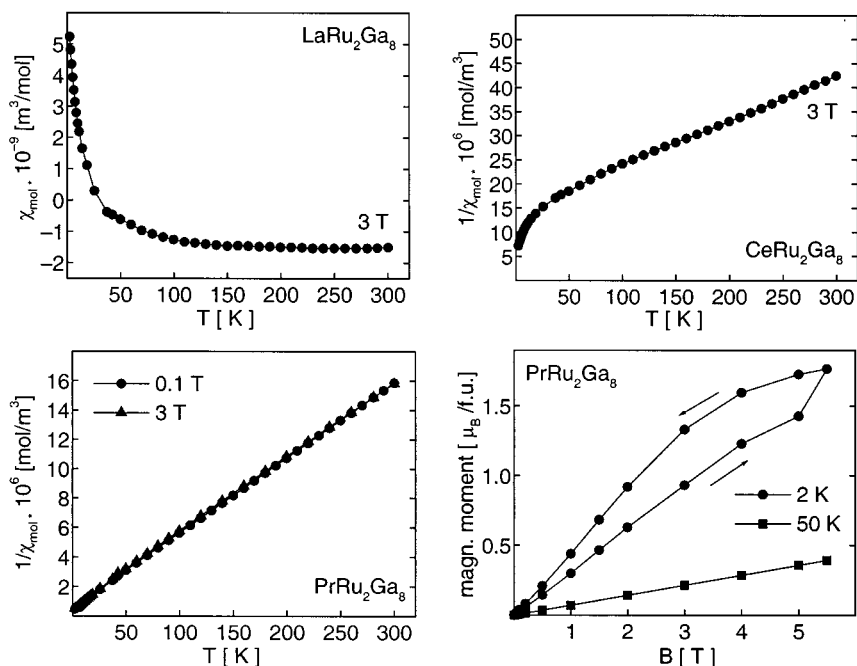 LaRu₂Ga₈
χmol · 10⁻⁹ [m³/mol]
5
4
3
2
1
0
−1
−2
3 T
50 100 150 200 250 300
T [ K ]
1/χmol · 10⁶ [mol/m³]
50
45
40
35
30
25
20
15
10
5
3 T
CeRu₂Ga₈
50 100 150 200 250 300
T [ K ]
1/χmol · 10⁶ [mol/m³]
16
14
12
10
8
6
4
2
0.1 T
3 T
PrRu₂Ga₈
50 100 150 200 250 300
T [ K ]
PrRu₂Ga₈
magn. moment [ μB /f.u. ]
1.5
1.0
0.5
2 K
50 K
1 2 3 4 5
B [ T ]